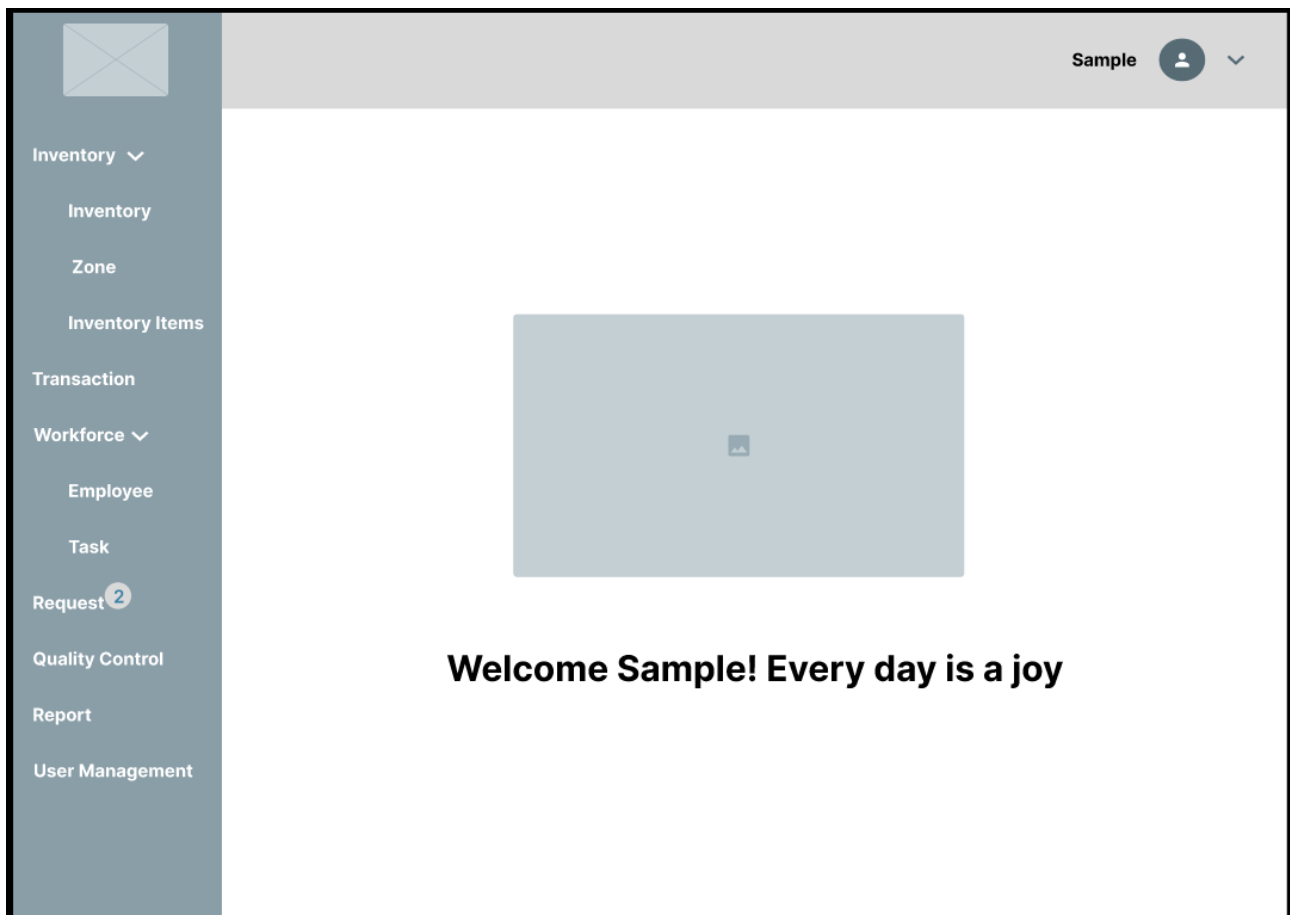 Sample
Inventory
Inventory
Zone
Inventory Items
Transaction
Workforce
Employee
Task
Request 2
Quality Control
Report
User Management
Welcome Sample! Every day is a joy